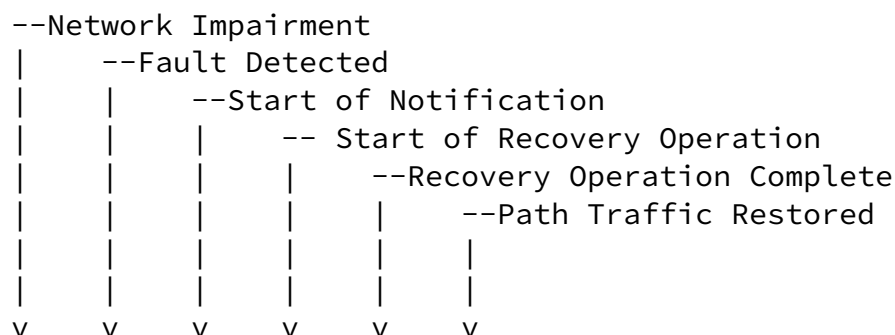 --Network Impairment
|    --Fault Detected
|    |    --Start of Notification
|    |    |    -- Start of Recovery Operation
|    |    |    |    --Recovery Operation Complete
|    |    |    |    |    --Path Traffic Restored
|    |    |    |    |    |
|    |    |    |    |    |
v    v    v    v    v    v